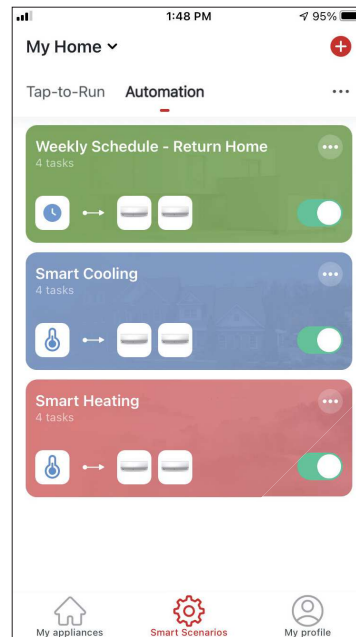 1:48 PM
95%
My Home
Tap-to-Run Automation
Weekly Schedule - Return Home
4 tasks
Smart Cooling
4 tasks
Smart Heating
4 tasks
My appliances Smart Scenarios My profile